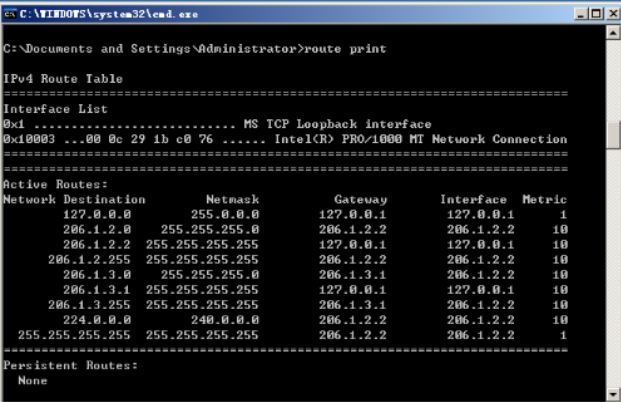 C:\WINDOWS\system32\cmd.exe
C:\Documents and Settings\Administrator>route print
IPv4 Route Table
===========================================================================
Interface List
0x1 ........................... MS TCP Loopback interface
0x10003 ...00 0c 29 1b c0 76 ...... Intel(R) PRO/1000 MT Network Connection
===========================================================================
===========================================================================
Active Routes:
Network Destination        Netmask          Gateway       Interface  Metric
127.0.0.0        255.0.0.0        127.0.0.1       127.0.0.1       1
206.1.2.0    255.255.255.0        206.1.2.2       206.1.2.2      10
206.1.2.2  255.255.255.255        127.0.0.1       127.0.0.1      10
206.1.2.255  255.255.255.255        206.1.2.2       206.1.2.2      10
206.1.3.0    255.255.255.0        206.1.3.1       206.1.2.2      10
206.1.3.1  255.255.255.255        127.0.0.1       127.0.0.1      10
206.1.3.255  255.255.255.255        206.1.3.1       206.1.2.2      10
224.0.0.0        240.0.0.0        206.1.2.2       206.1.2.2      10
255.255.255.255  255.255.255.255        206.1.2.2       206.1.2.2       1
===========================================================================
Persistent Routes:
None